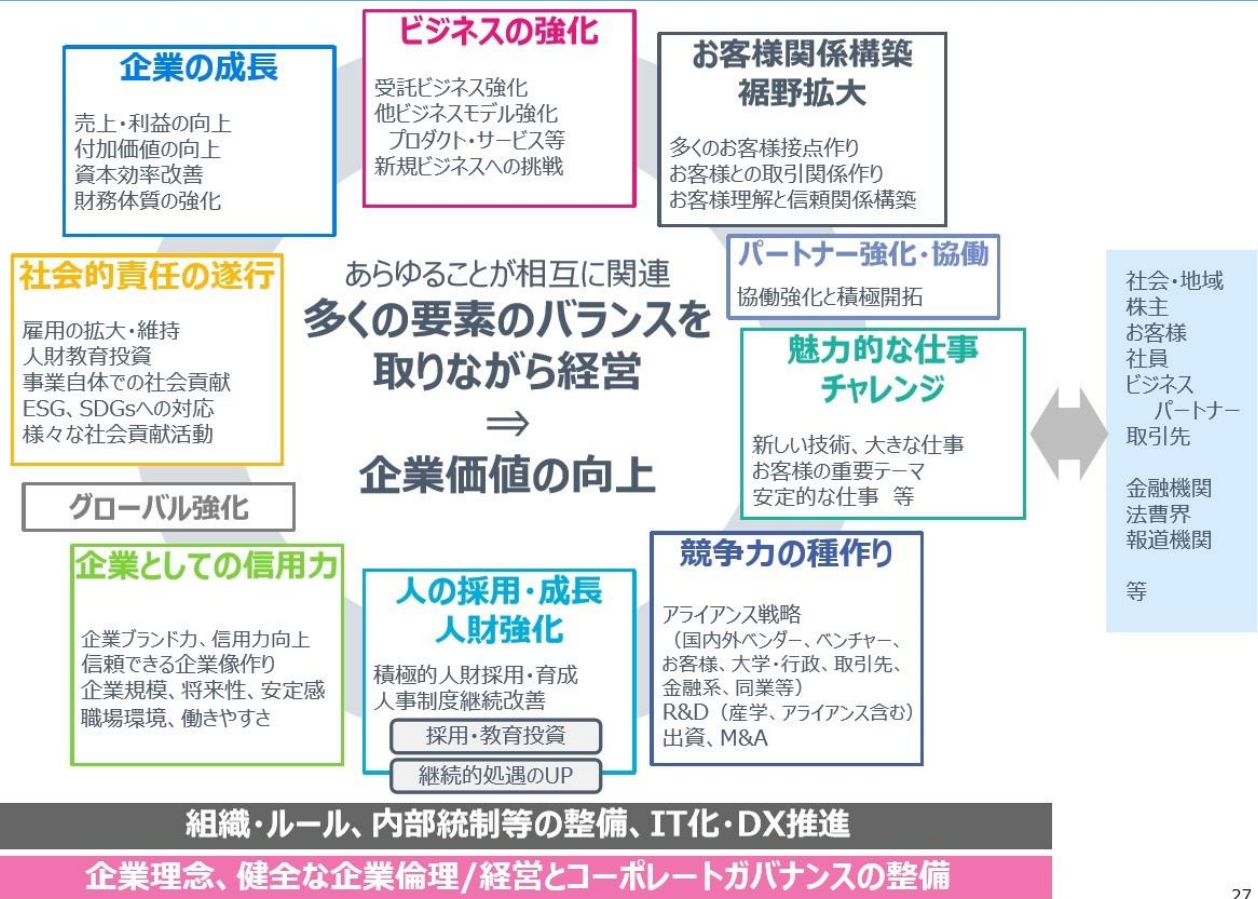 企業の成長
売上・利益の向上
付加価値の向上
資本効率改善
財務体質の強化
ビジネスの強化
受託ビジネス強化
他ビジネスモデル強化
プロダクト・サービス等
新規ビジネスへの挑戦
お客様関係構築
裾野拡大
多くのお客様接点作り
お客様との取引関係作り
お客様理解と信頼関係構築
パートナー強化・協働
協働強化と積極開拓
魅力的な仕事
チャレンジ
新しい技術、大きな仕事
お客様の重要テーマ
安定的な仕事 等
競争力の種作り
アライアンス戦略
（国内外ベンダー、ベンチャー、
お客様、大学・行政、取引先、
金融系、同業等）
R&D（産学、アライアンス含む）
出資、M&A
人の採用・成長
人財強化
積極的人財採用・育成
人事制度継続改善
採用・教育投資
継続的処遇のUP
企業としての信用力
企業ブランド力、信用力向上
信頼できる企業像作り
企業規模、将来性、安定感
職場環境、働きやすさ
グローバル強化
社会的責任の遂行
雇用の拡大・維持
人財教育投資
事業自体での社会貢献
ESG、SDGsへの対応
様々な社会貢献活動
あらゆることが相互に関連
多くの要素のバランスを
取りながら経営
⇒
企業価値の向上
社会・地域
株主
お客様
社員
ビジネス
パートナー
取引先
金融機関
法曹界
報道機関
等
組織・ルール、内部統制等の整備、IT化・DX推進
企業理念、健全な企業倫理/経営とコーポレートガバナンスの整備
27